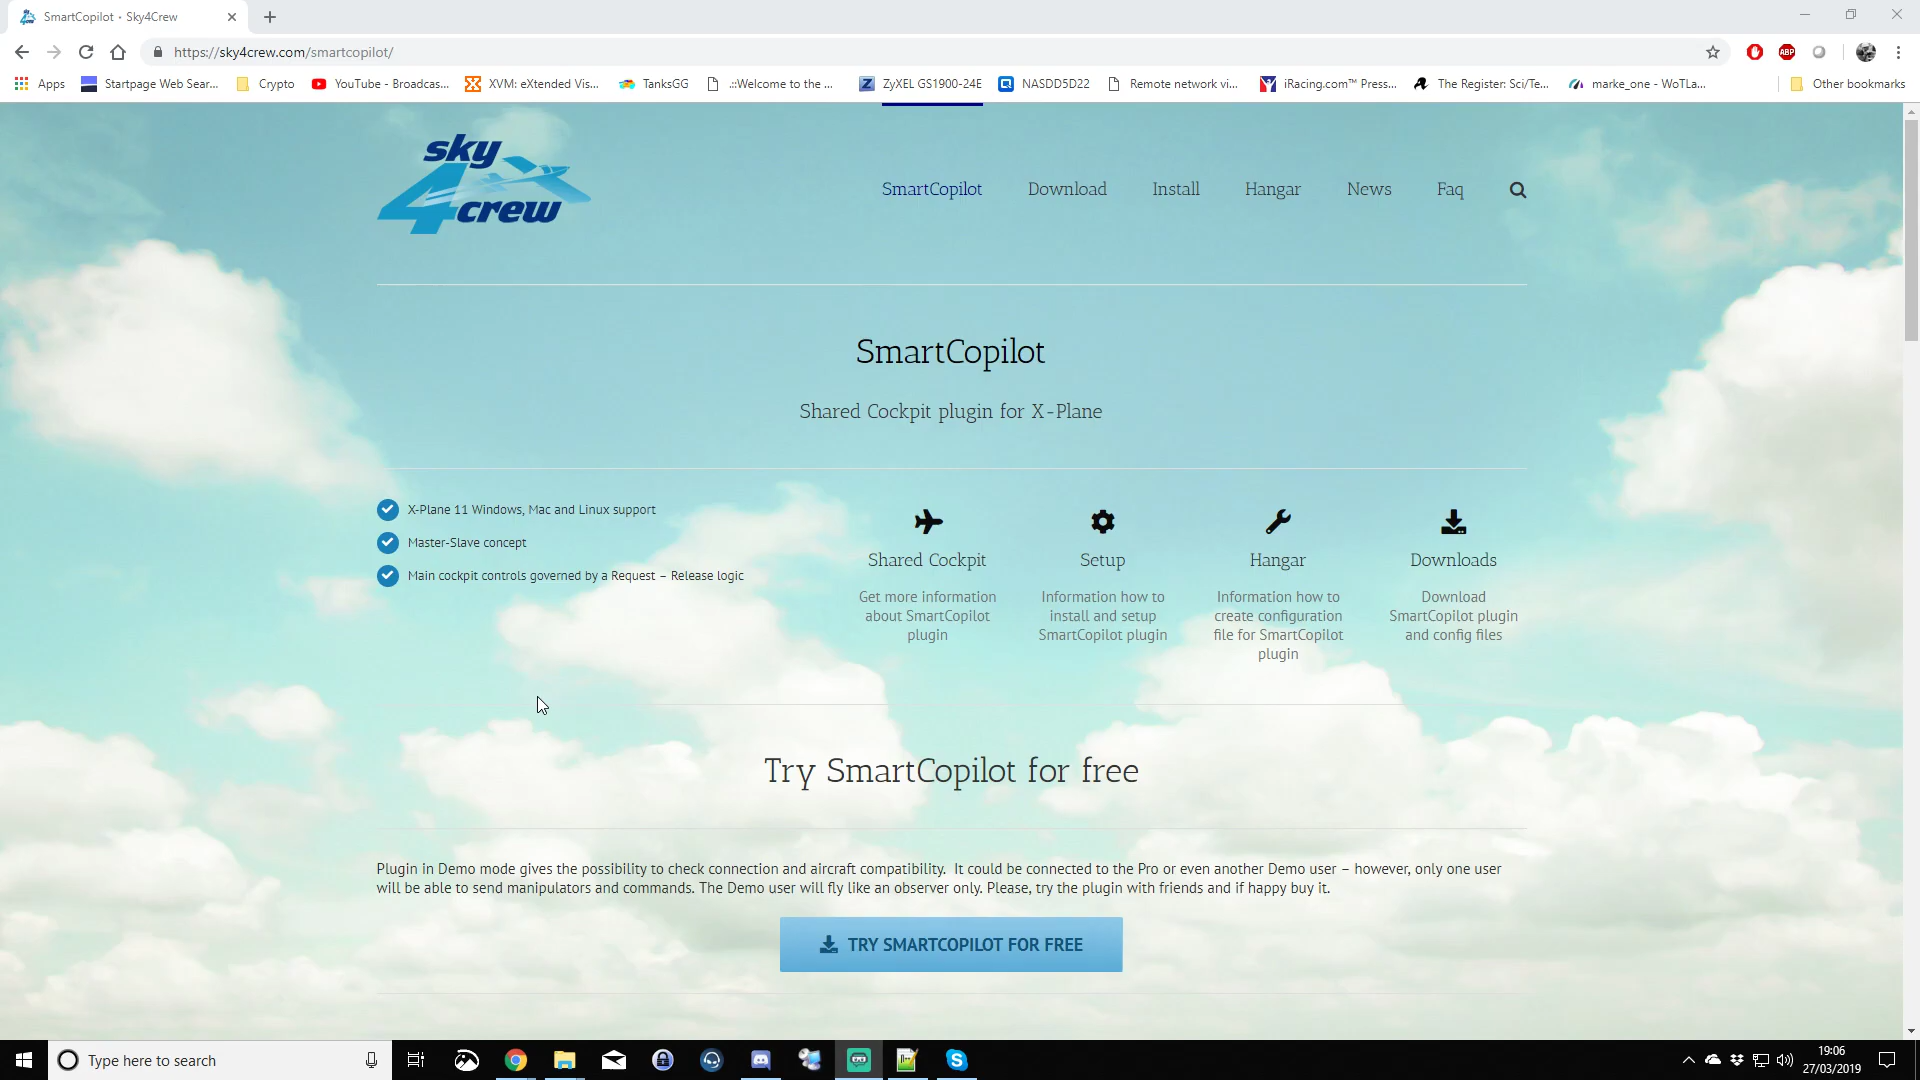 SmartCopilot • Sky4Crew
https://sky4crew.com/smartcopilot/
ABP
Apps
Startpage Web Sear...
Crypto
YouTube - Broadcas...
XVM: eXtended Vis...
TanksGG
.::Welcome to the ...
ZyXEL GS1900-24E
NASDD5D22
Remote network vi...
iRacing.com™ Press...
The Register: Sci/Te...
marke_one - WoTLa...
Other bookmarks
sky
4crew
SmartCopilot
Download
Install
Hangar
News
Faq
SmartCopilot
Shared Cockpit plugin for X-Plane
X-Plane 11 Windows, Mac and Linux support
Master-Slave concept
Main cockpit controls governed by a Request – Release logic
Shared Cockpit
Get more information
about SmartCopilot
plugin
Setup
Information how to
install and setup
SmartCopilot plugin
Hangar
Information how to
create configuration
file for SmartCopilot
plugin
Downloads
Download
SmartCopilot plugin
and config files
Try SmartCopilot for free
Plugin in Demo mode gives the possibility to check connection and aircraft compatibility. It could be connected to the Pro or even another Demo user – however, only one user
will be able to send manipulators and commands. The Demo user will fly like an observer only. Please, try the plugin with friends and if happy buy it.
TRY SMARTCOPILOT FOR FREE
Type here to search
19:06
27/03/2019